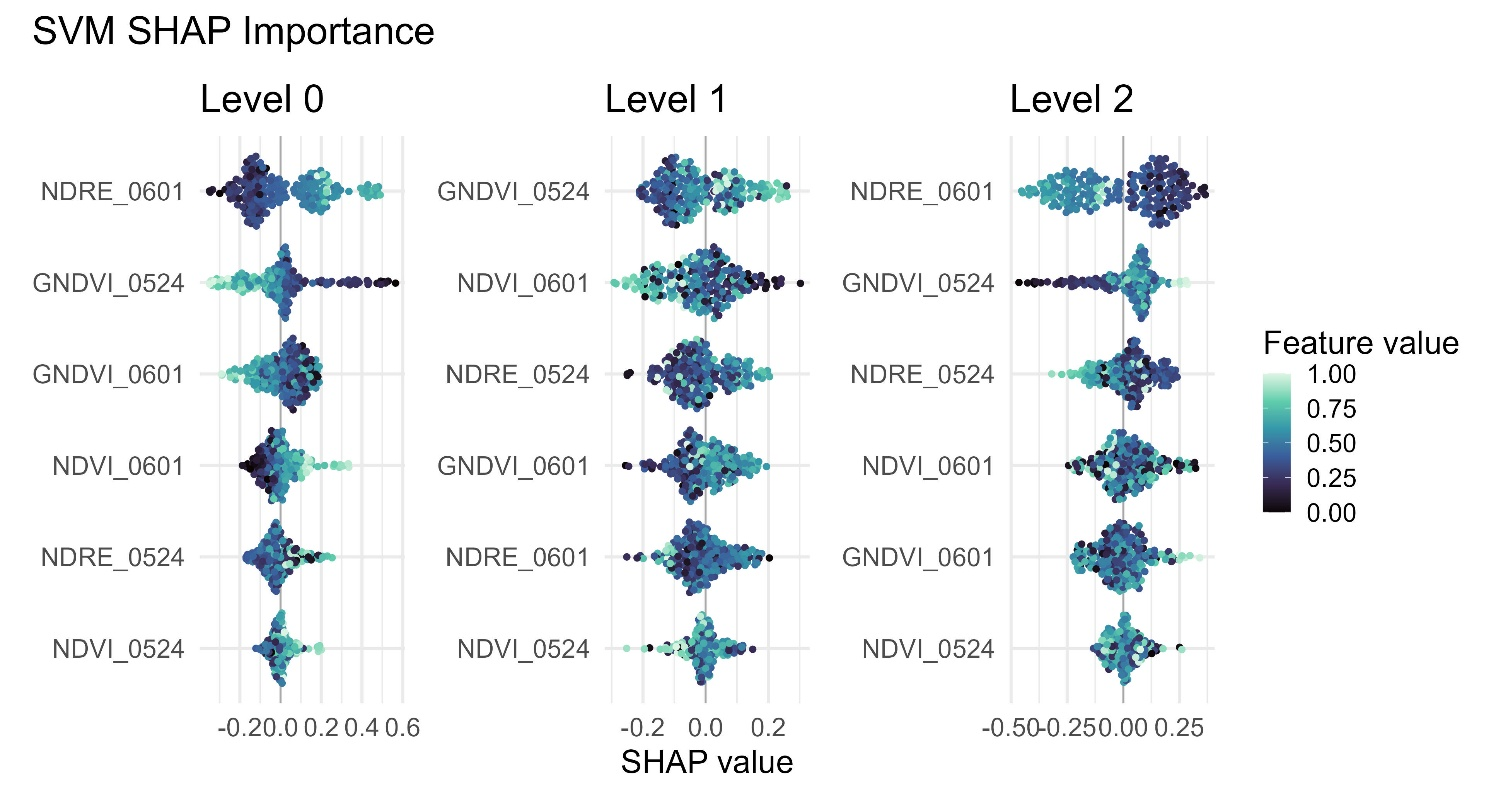 SVM SHAP Importance
Level 0
NDRE_0601
GNDVI_0524
GNDVI_0601
NDVI_0601
NDRE_0524
NDVI_0524
-0.2 0.0 0.2 0.4 0.6
Level 1
GNDVI_0524
NDVI_0601
NDRE_0524
GNDVI_0601
NDRE_0601
NDVI_0524
-0.2 0.0 0.2
Level 2
NDRE_0601
GNDVI_0524
NDRE_0524
NDVI_0601
GNDVI_0601
NDVI_0524
-0.50 -0.25 0.00 0.25
SHAP value
Feature value
1.00
0.75
0.50
0.25
0.00